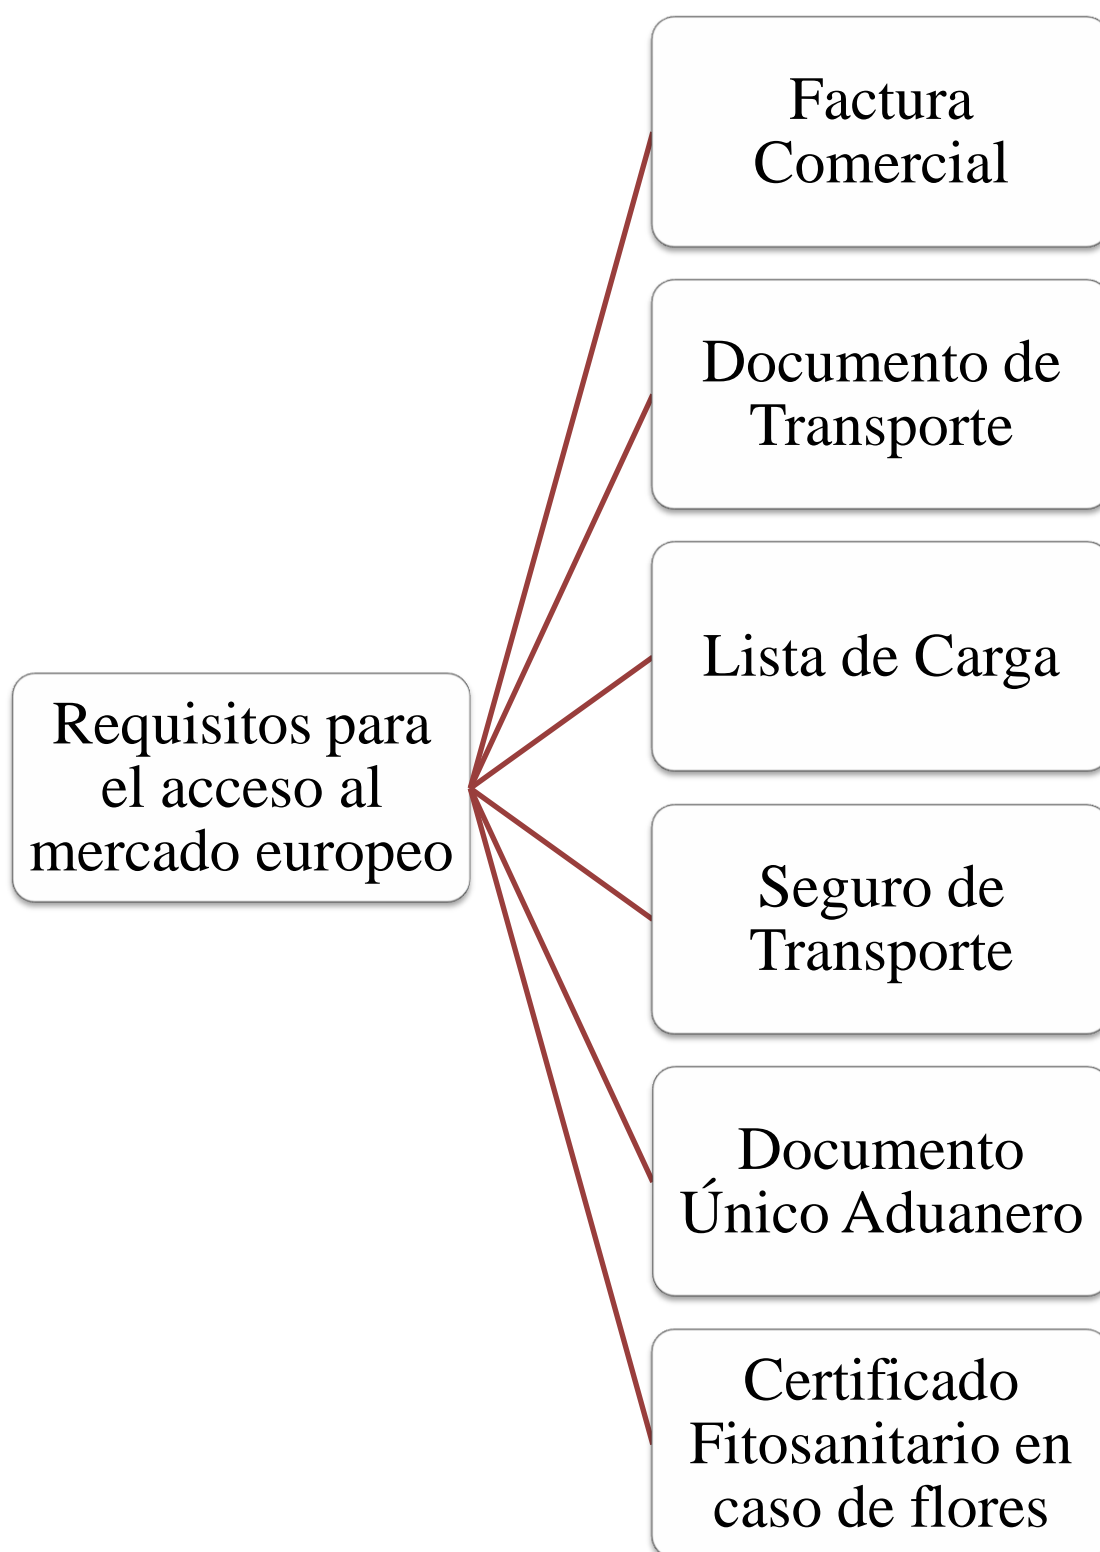 Requisitos para
el acceso al
mercado europeo
Factura
Comercial
Documento de
Transporte
Lista de Carga
Seguro de
Transporte
Documento
Único Aduanero
Certificado
Fitosanitario en
caso de flores